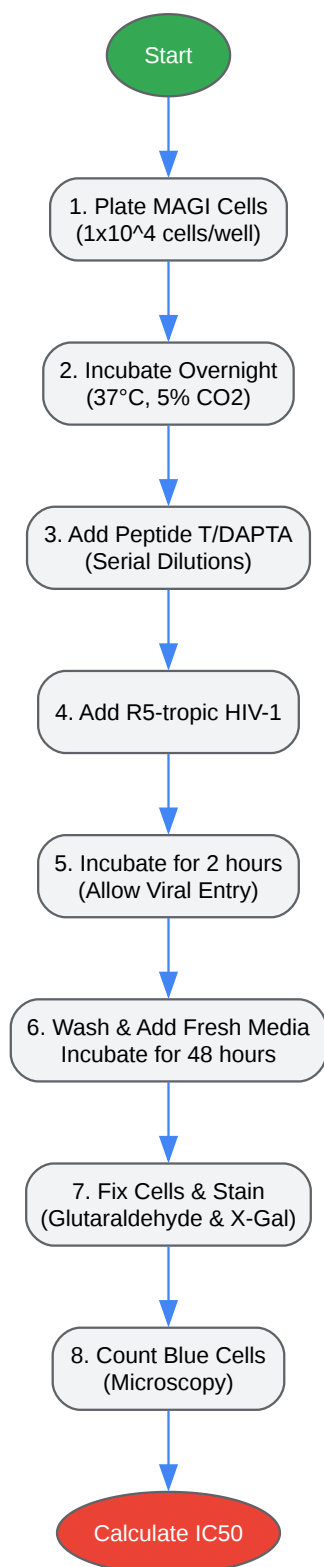 Start
1. Plate MAGI Cells
(1x10^4 cells/well)
2. Incubate Overnight
(37°C, 5% CO2)
3. Add Peptide T/DAPTA
(Serial Dilutions)
4. Add R5-tropic HIV-1
5. Incubate for 2 hours
(Allow Viral Entry)
6. Wash & Add Fresh Media
Incubate for 48 hours
7. Fix Cells & Stain
(Glutaraldehyde & X-Gal)
8. Count Blue Cells
(Microscopy)
Calculate IC50